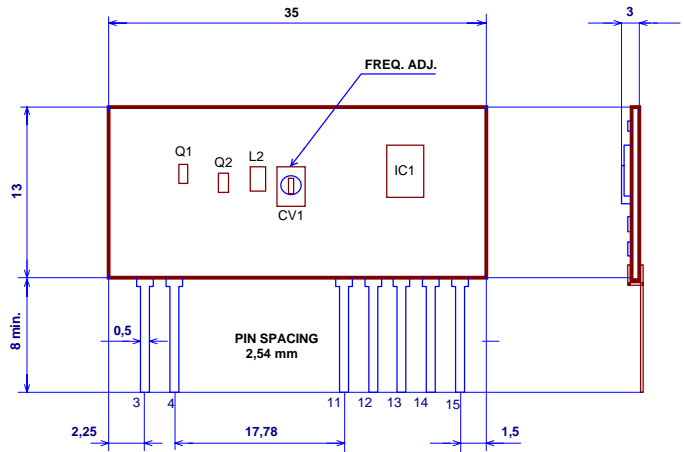 35
3
FREQ. ADJ.
Q1
Q2
L2
CV1
IC1
13
8 min.
0,5
PIN SPACING
2,54 mm
3
4
11
12
13
14
15
2,25
17,78
1,5